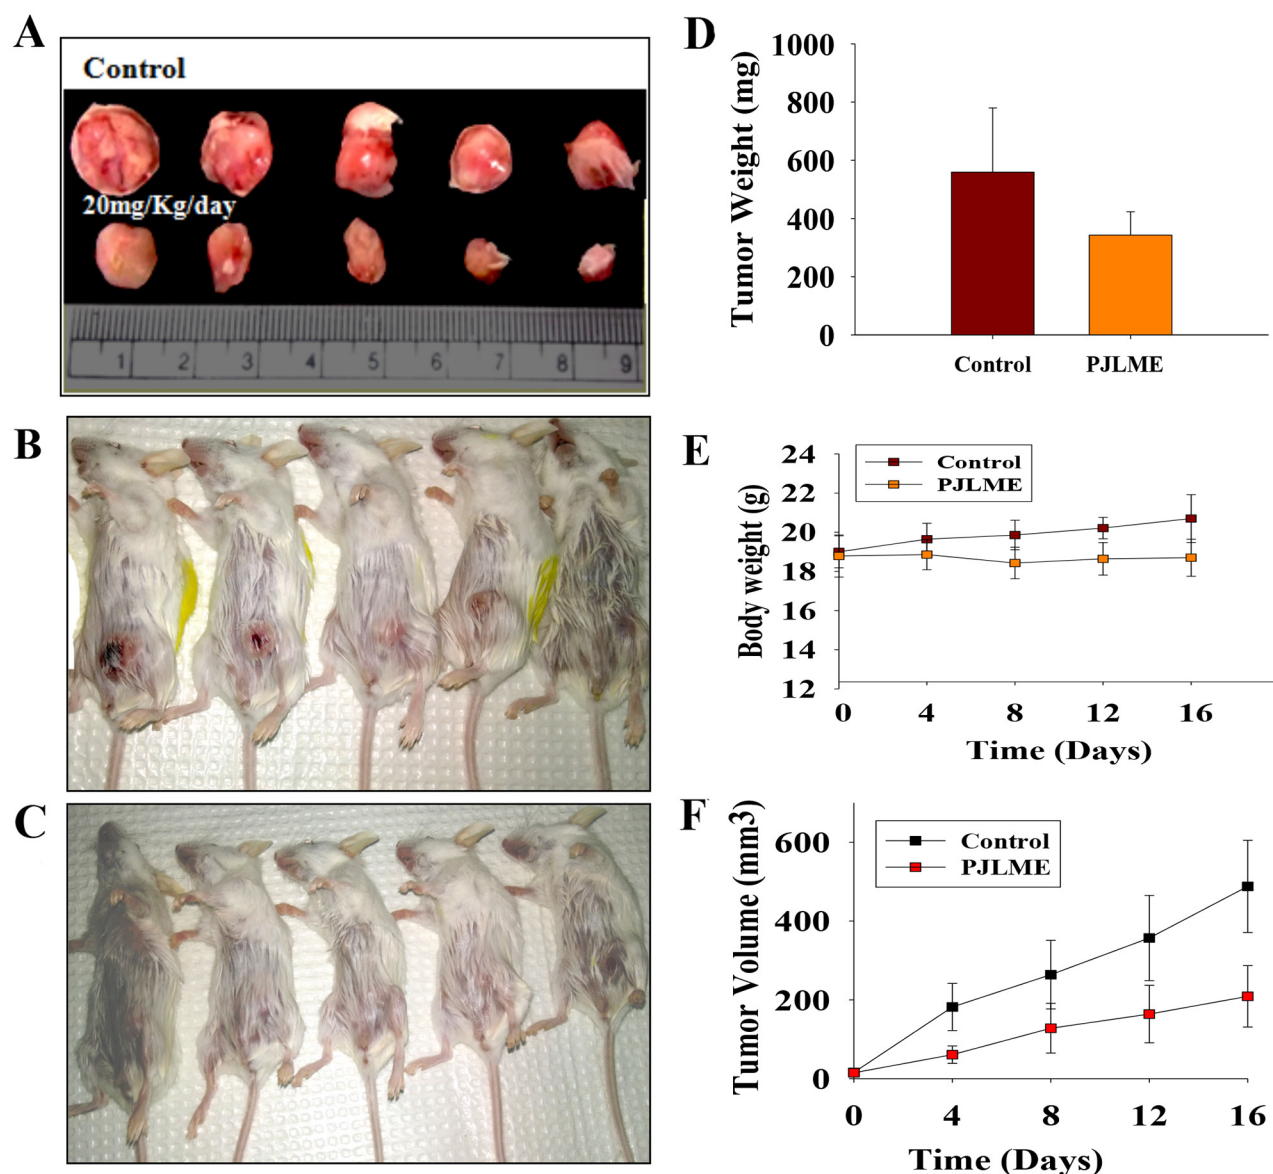 A
Control
20mg/Kg/day
1 2 3 4 5 6 7 8 9
B
C
D
Tumor Weight (mg)
1000
800
600
400
200
0
Control PJLME
E
Body weight (g)
24
22
20
18
16
14
12
Control
PJLME
0 4 8 12 16
Time (Days)
F
Tumor Volume (mm3)
600
400
200
0
Control
PJLME
0 4 8 12 16
Time (Days)